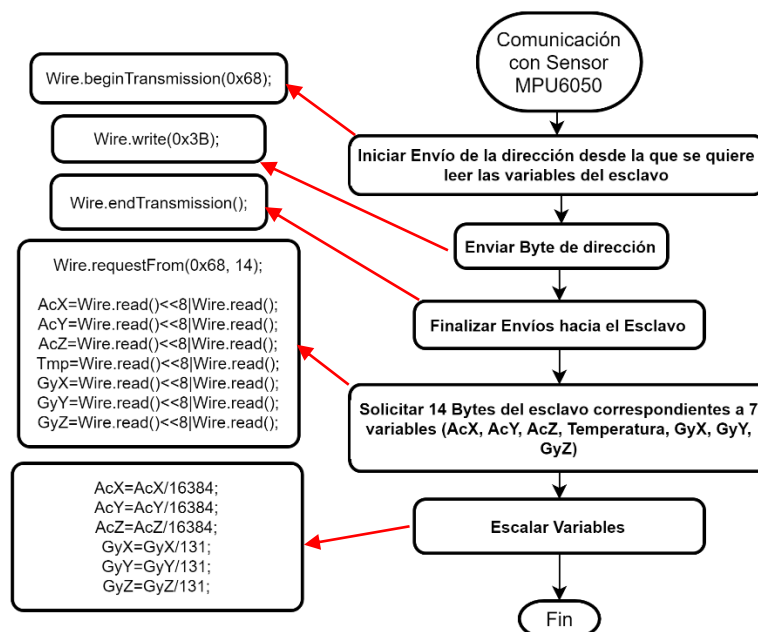 Comunicación
con Sensor
MPU6050
Wire.beginTransmission(0x68);
Iniciar Envío de la dirección desde la que se quiere
leer las variables del esclavo
Wire.write(0x3B);
Enviar Byte de dirección
Wire.endTransmission();
Finalizar Envíos hacia el Esclavo
Wire.requestFrom(0x68, 14);
AcX=Wire.read()<<8|Wire.read();
AcY=Wire.read()<<8|Wire.read();
AcZ=Wire.read()<<8|Wire.read();
Tmp=Wire.read()<<8|Wire.read();
GyX=Wire.read()<<8|Wire.read();
GyY=Wire.read()<<8|Wire.read();
GyZ=Wire.read()<<8|Wire.read();
Solicitar 14 Bytes del esclavo correspondientes a 7
variables (AcX, AcY, AcZ, Temperatura, GyX, GyY,
GyZ)
AcX=AcX/16384;
AcY=AcY/16384;
AcZ=AcZ/16384;
GyX=GyX/131;
GyY=GyY/131;
GyZ=GyZ/131;
Escalar Variables
Fin